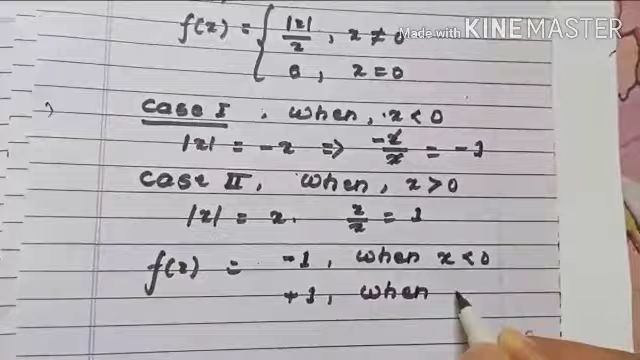 Made with KINEMASTER
f(x) = { |x|/x , x ≠ 0
0 , x = 0
Case I : when, x < 0
|x| = -x ⇒ -x/x = -1
Case II, when, x > 0
|x| = x. x/x = 1
f(x) = -1, when x < 0
+1, when